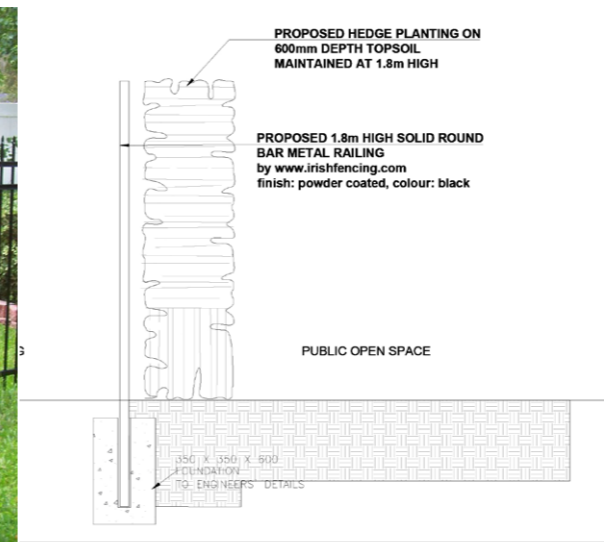 PROPOSED HEDGE PLANTING ON
600mm DEPTH TOPSOIL
MAINTAINED AT 1.8m HIGH
PROPOSED 1.8m HIGH SOLID ROUND
BAR METAL RAILING
by www.irishfencing.com
finish: powder coated, colour: black
PUBLIC OPEN SPACE
350 X 350 X 600
FOUNDATION
TO ENGINEERS' DETAILS